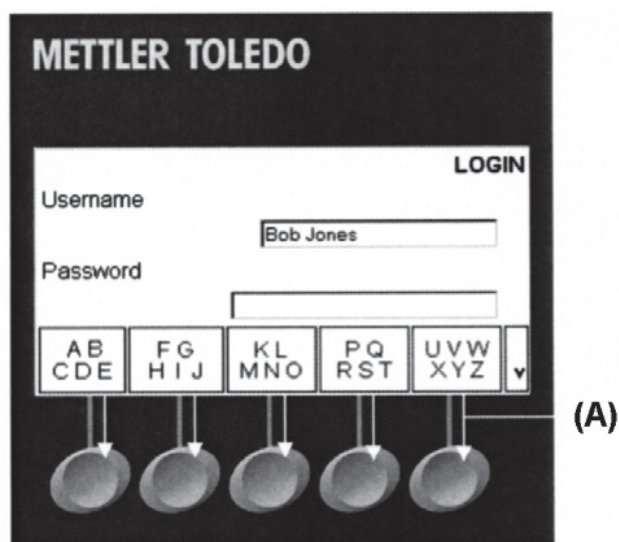 METTLER TOLEDO
LOGIN
Username
Bob Jones
Password
A B F G K L P Q U V W
C D E H I J M N O R S T X Y Z v
(A)